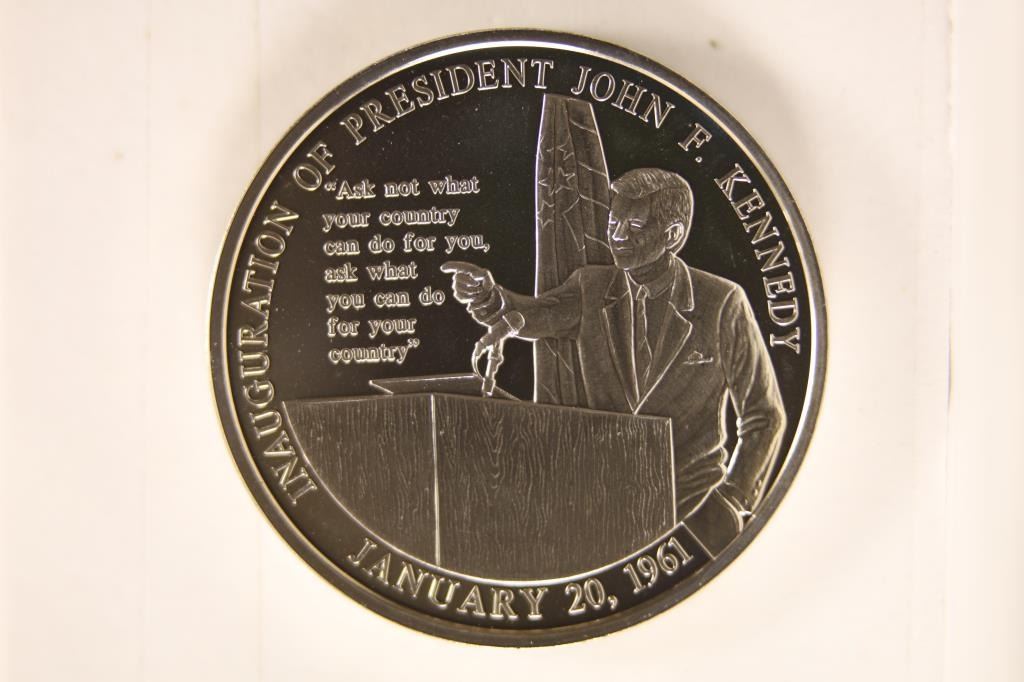 INAUGURATION OF PRESIDENT JOHN F. KENNEDY
“Ask not what
your country
can do for you,
ask what
you can do
for your
country”
JANUARY 20, 1961